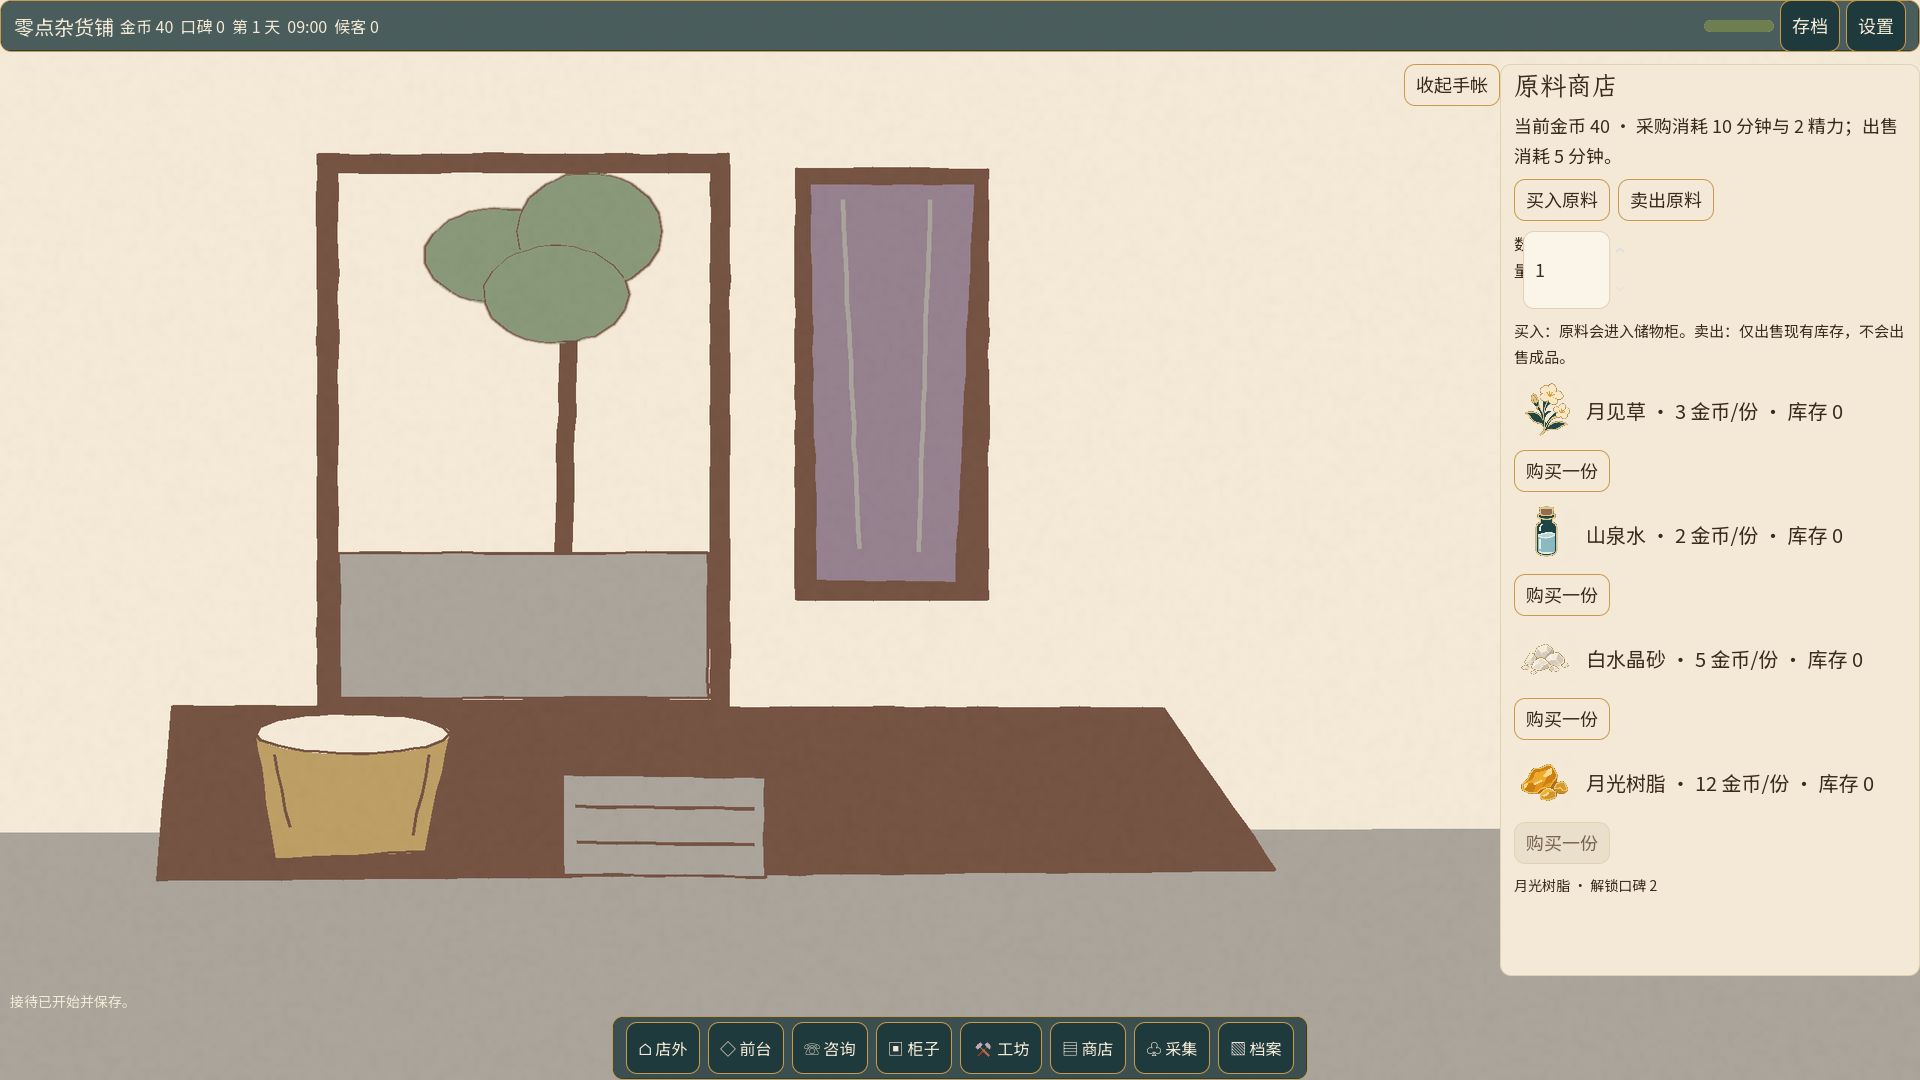 零点杂货铺 金币 40 口碑 0 第 1 天 09:00 候客 0
存档
设置
收起手帐
原料商店
当前金币 40 · 采购消耗 10 分钟与 2 精力；出售
消耗 5 分钟。
买入原料
卖出原料
数量
1
买入：原料会进入储物柜。卖出：仅出售现有库存，不会出
售成品。
月见草 · 3 金币/份 · 库存 0
购买一份
山泉水 · 2 金币/份 · 库存 0
购买一份
白水晶砂 · 5 金币/份 · 库存 0
购买一份
月光树脂 · 12 金币/份 · 库存 0
购买一份
月光树脂 · 解锁口碑 2
接待已开始并保存。
店外
前台
咨询
柜子
工坊
商店
采集
档案